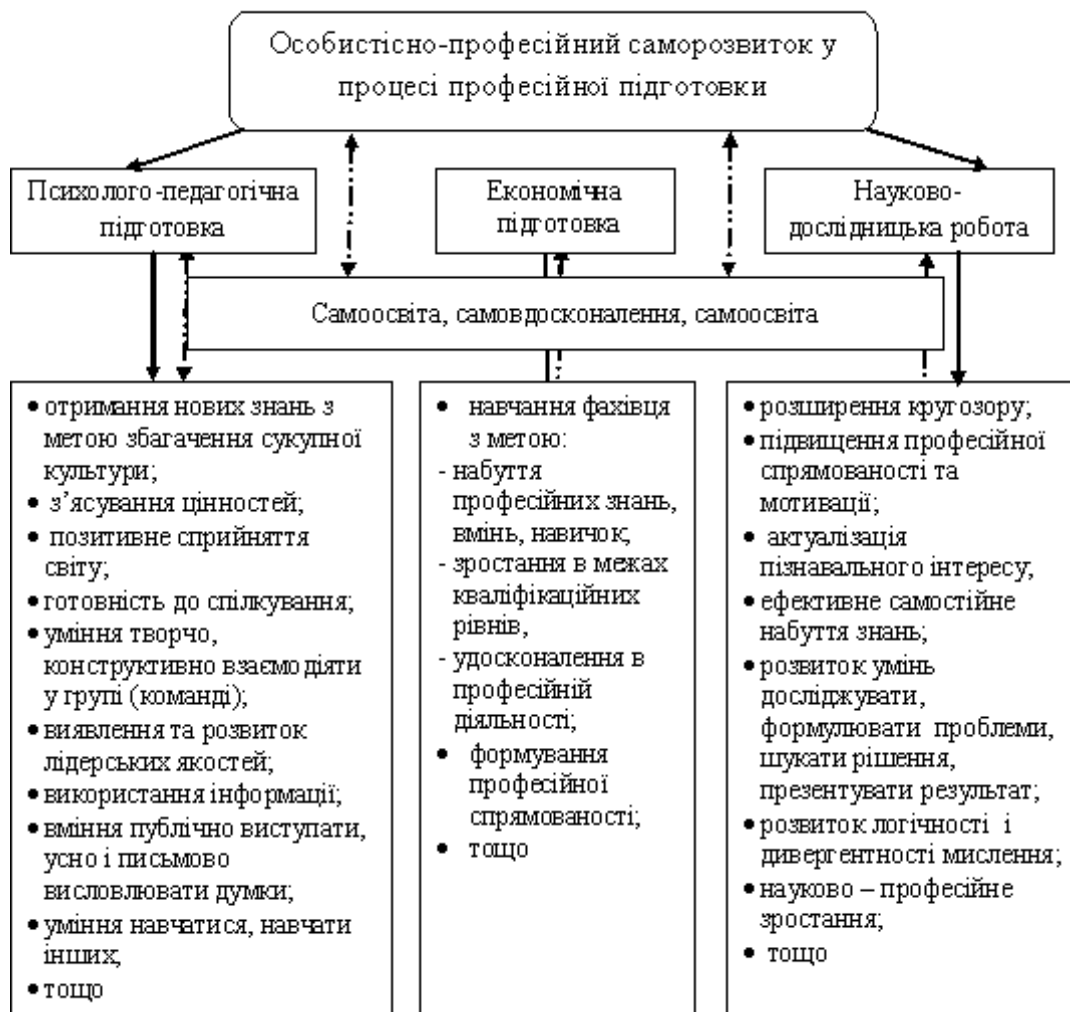 Особистісно-професійний саморозвиток у
процесі професійної підготовки
Психолого-педагогічна
підготовка
Економічна
підготовка
Науково-
дослідницька робота
Самоосвіта, самовдосконалення, самоосвіта
• отримання нових знань з
метою збагачення сукупної
культури;
• з’ясування цінностей;
• позитивне сприйняття
світу;
• готовність до спілкування;
• уміння творчо,
конструктивно взаємодіяти
у групі (команді);
• виявлення та розвиток
лідерських якостей;
• використання інформації;
• вміння публічно виступати,
усно і письмово
висловлювати думки;
• уміння навчатися, навчати
інших;
• тощо
• навчання фахівця
з метою:
- набуття
професійних знань,
вмінь, навичок;
- зростання в межах
кваліфікаційних
рівнів,
- удосконалення в
професійній
діяльності;
• формування
професійної
спрямованості;
• тощо
• розширення кругозору;
• підвищення професійної
спрямованості та
мотивації;
• актуалізація
пізнавального інтересу;
• ефективне самостійне
набуття знань;
• розвиток умінь
досліджувати,
формулювати проблеми,
шукати рішення,
презентувати результат;
• розвиток логічності і
дивергентності мислення;
• науково – професійне
зростання;
• тощо